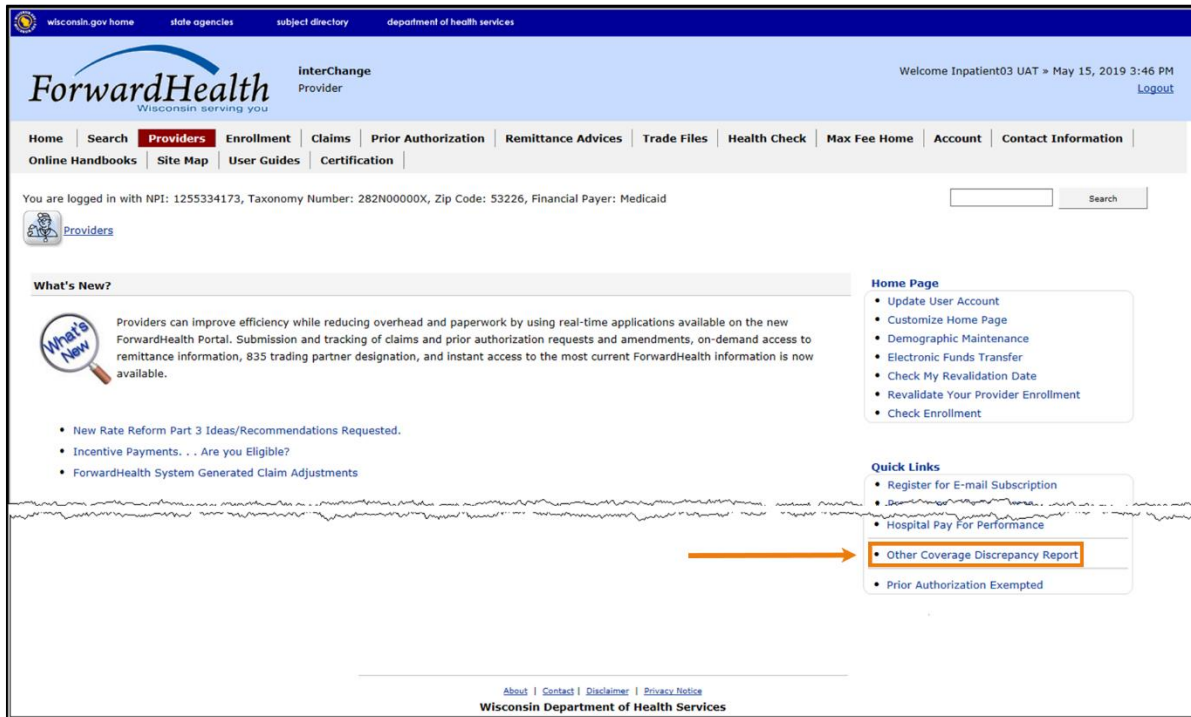 wisconsin.gov home state agencies subject directory department of health services
ForwardHealth
Wisconsin serving you
interChange
Provider
Welcome Inpatient03 UAT » May 15, 2019 3:46 PM
Logout
Home Search Providers Enrollment Claims Prior Authorization Remittance Advices Trade Files Health Check Max Fee Home Account Contact Information
Online Handbooks Site Map User Guides Certification
You are logged in with NPI: 1255334173, Taxonomy Number: 282N00000X, Zip Code: 53226, Financial Payer: Medicaid
Search
Providers
What's New?
What's
New
Providers can improve efficiency while reducing overhead and paperwork by using real-time applications available on the new
ForwardHealth Portal. Submission and tracking of claims and prior authorization requests and amendments, on-demand access to
remittance information, 835 trading partner designation, and instant access to the most current ForwardHealth information is now
available.
• New Rate Reform Part 3 Ideas/Recommendations Requested.
• Incentive Payments. . . Are you Eligible?
• ForwardHealth System Generated Claim Adjustments
Home Page
• Update User Account
• Customize Home Page
• Demographic Maintenance
• Electronic Funds Transfer
• Check My Revalidation Date
• Revalidate Your Provider Enrollment
• Check Enrollment
Quick Links
• Register for E-mail Subscription
• Hospital Pay For Performance
• Other Coverage Discrepancy Report
• Prior Authorization Exempted
About | Contact | Disclaimer | Privacy Notice
Wisconsin Department of Health Services